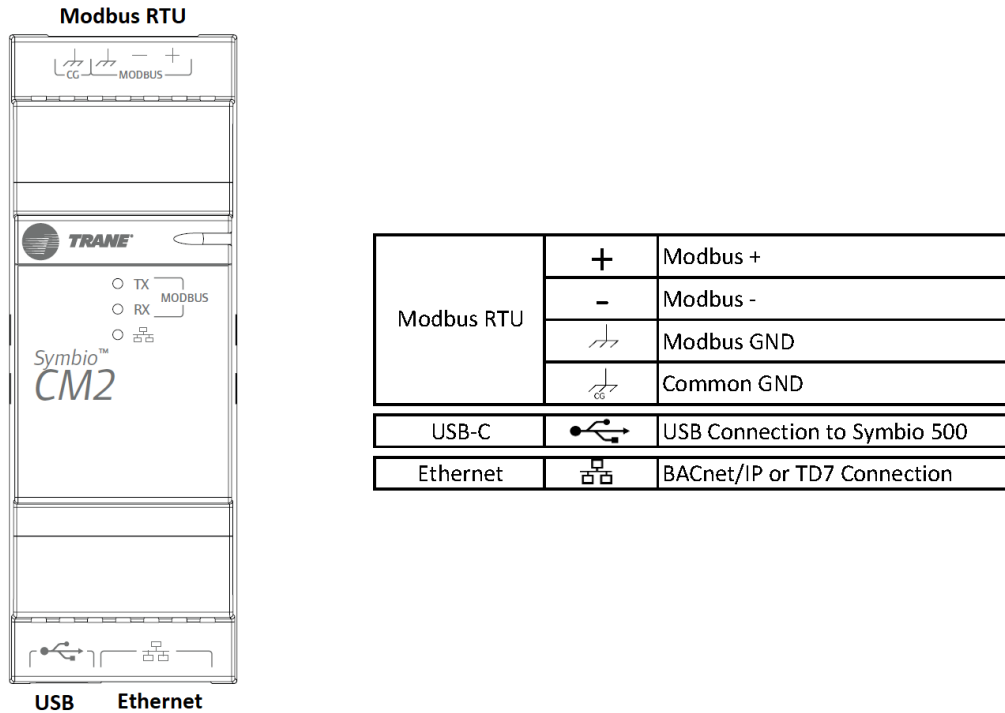 Modbus RTU
CG MODBUS - +
TRANE
TX
MODBUS
RX
Symbio™
CM2
USB Ethernet
Modbus RTU
+ Modbus +
- Modbus -
Modbus GND
CG Common GND
USB-C USB Connection to Symbio 500
Ethernet BACnet/IP or TD7 Connection